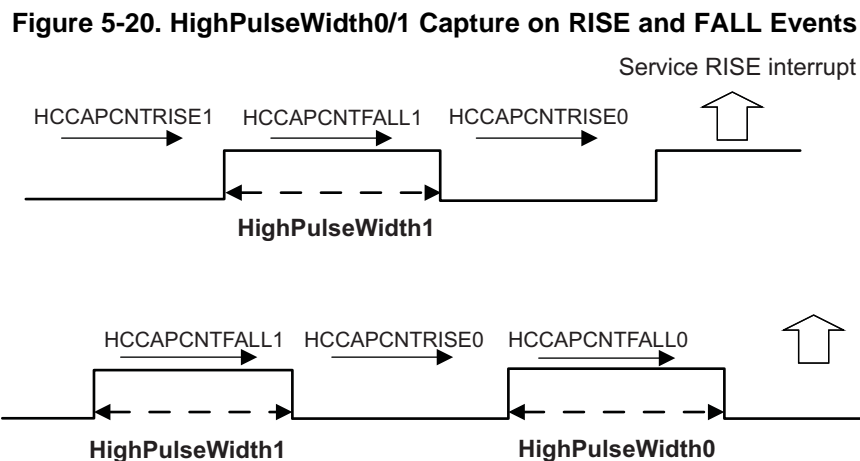 Figure 5-20. HighPulseWidth0/1 Capture on RISE and FALL Events
Service RISE interrupt
HCCAPCNTRISE1 HCCAPCNTFALL1 HCCAPCNTRISE0
HighPulseWidth1
HCCAPCNTFALL1 HCCAPCNTRISE0 HCCAPCNTFALL0
HighPulseWidth1 HighPulseWidth0